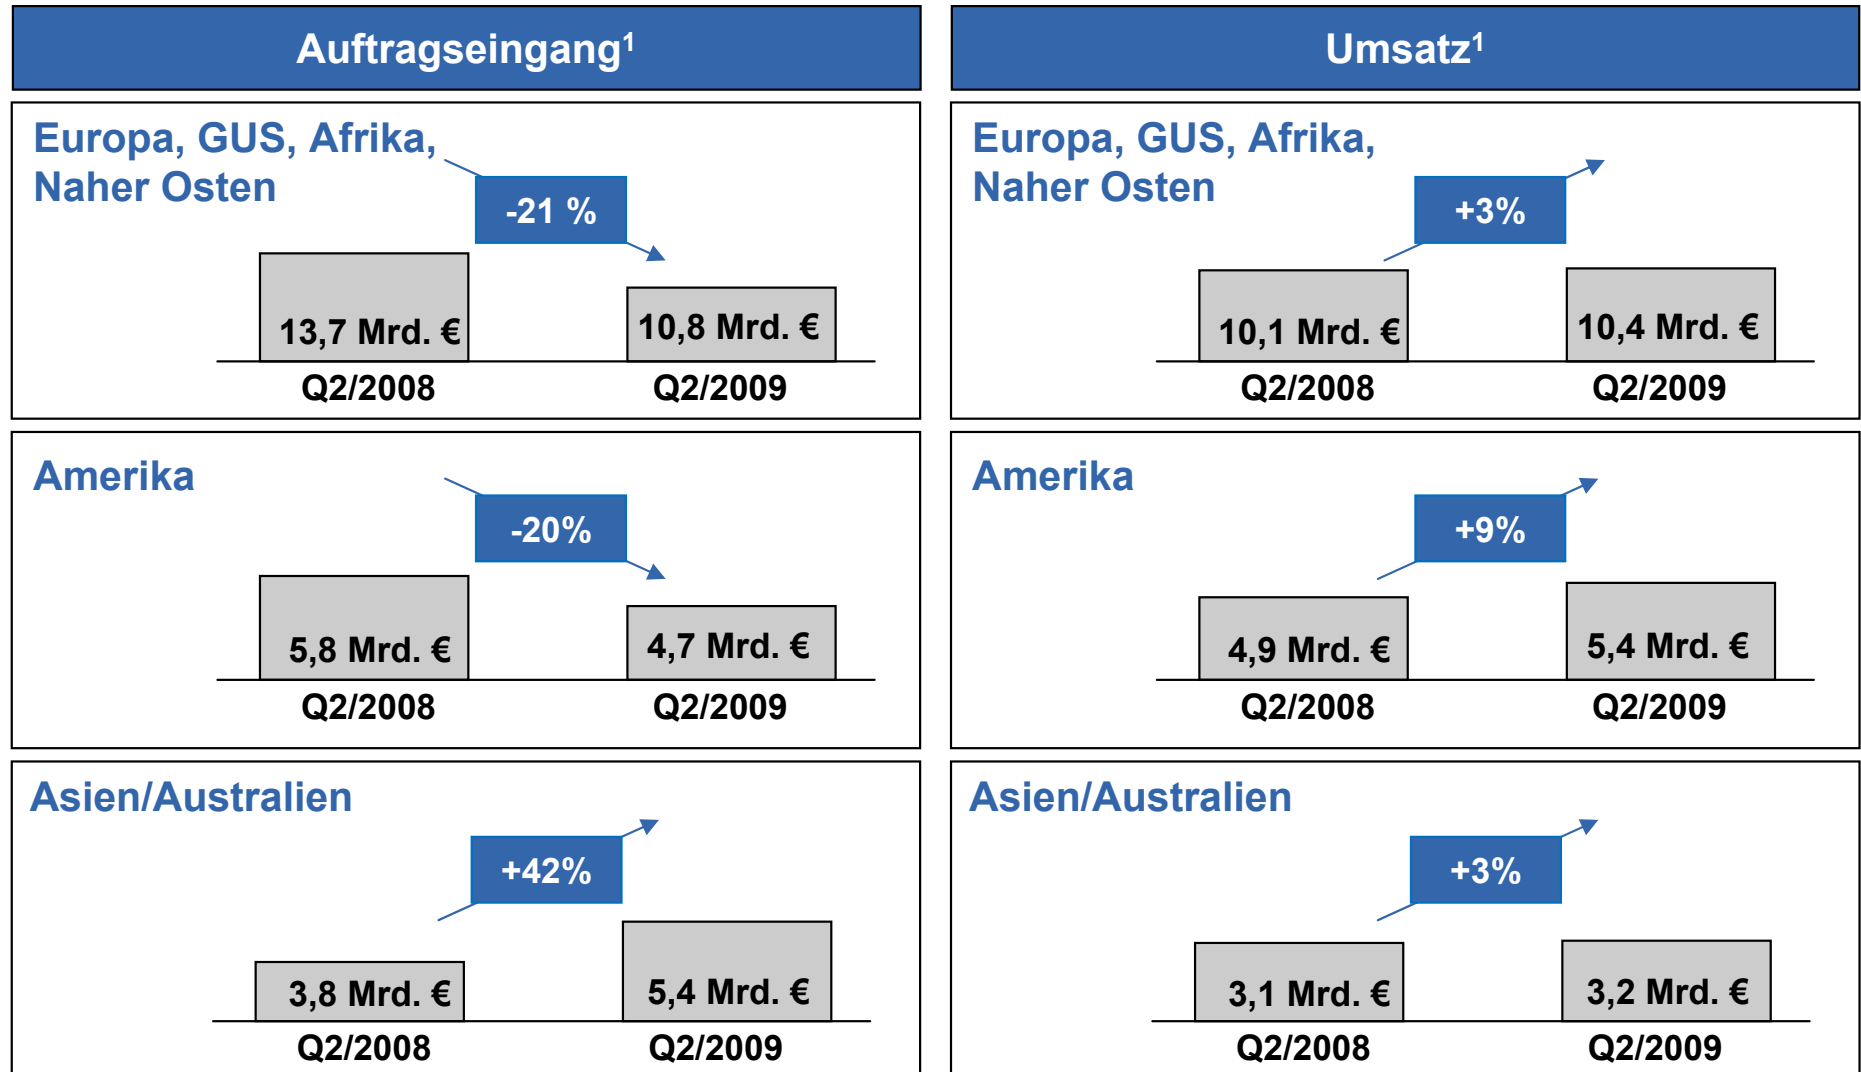 Auftragseingang¹
Europa, GUS, Afrika,
Naher Osten
-21 %
13,7 Mrd. €
10,8 Mrd. €
Q2/2008
Q2/2009
Amerika
-20%
5,8 Mrd. €
4,7 Mrd. €
Q2/2008
Q2/2009
Asien/Australien
+42%
3,8 Mrd. €
5,4 Mrd. €
Q2/2008
Q2/2009
Umsatz¹
Europa, GUS, Afrika,
Naher Osten
+3%
10,1 Mrd. €
10,4 Mrd. €
Q2/2008
Q2/2009
Amerika
+9%
4,9 Mrd. €
5,4 Mrd. €
Q2/2008
Q2/2009
Asien/Australien
+3%
3,1 Mrd. €
3,2 Mrd. €
Q2/2008
Q2/2009